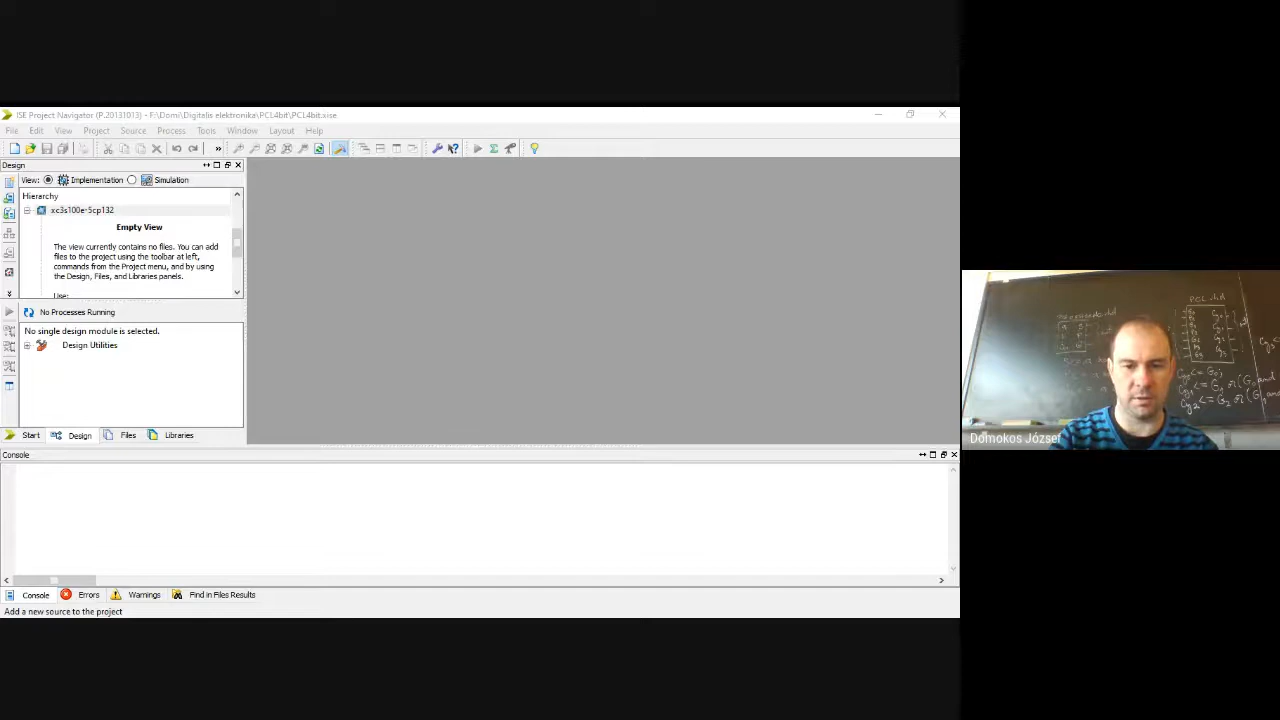 ISE Project Navigator (P.20131013) - F:\Domi\Digitalis elektronika\PCL4bit\PCL4bit.xise
File Edit View Project Source Process Tools Window Layout Help
Design
View: Implementation Simulation
Hierarchy
xc3s100e-5cp132
Empty View
The view currently contains no files. You can add
files to the project using the toolbar at left,
commands from the Project menu, and by using
the Design, Files, and Libraries panels.
Use:
No Processes Running
No single design module is selected.
Design Utilities
Start Design Files Libraries
Console
Console Errors Warnings Find in Files Results
Add a new source to the project
PCL.vhd
Domokos József